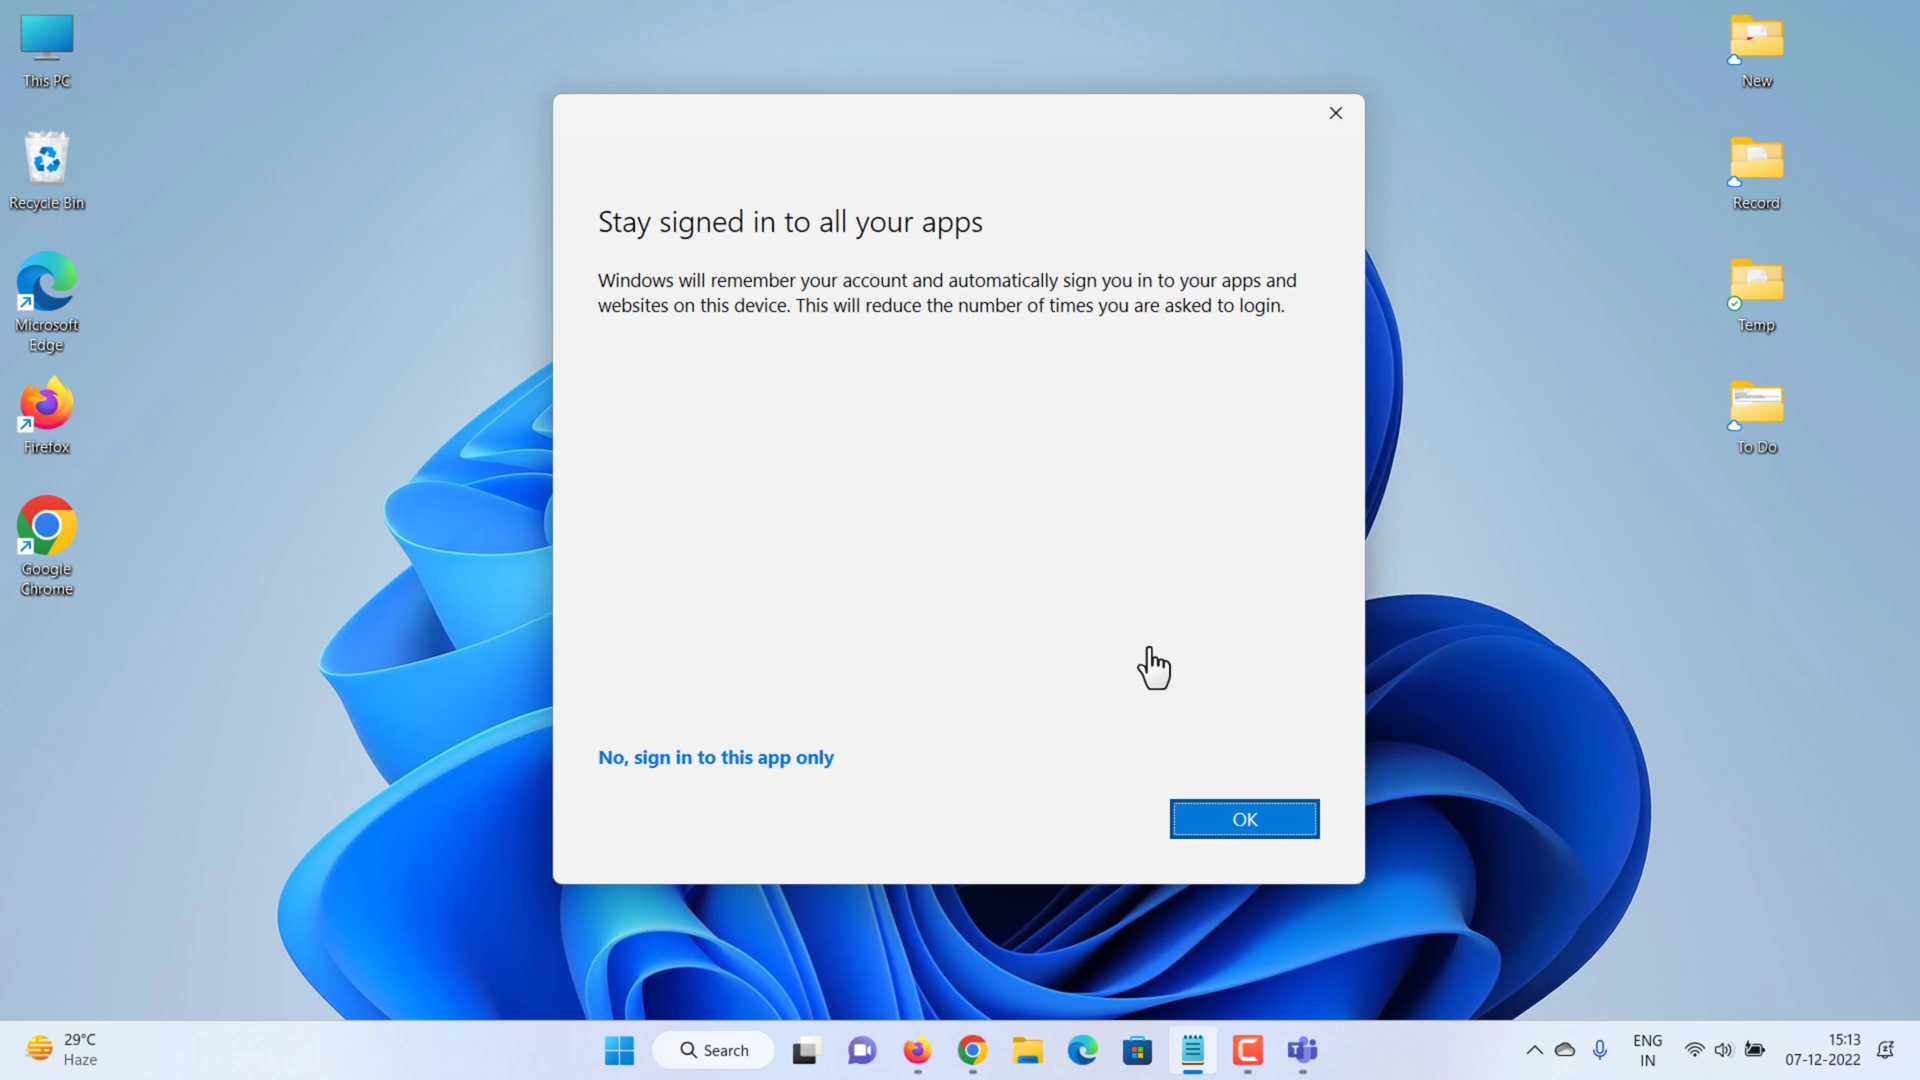 This PC
Recycle Bin
Microsoft
Edge
Firefox
Google
Chrome
New
Record
Temp
To Do
Stay signed in to all your apps
Windows will remember your account and automatically sign you in to your apps and
websites on this device. This will reduce the number of times you are asked to login.
No, sign in to this app only
OK
29°C
Haze
Search
ENG
IN
15:13
07-12-2022